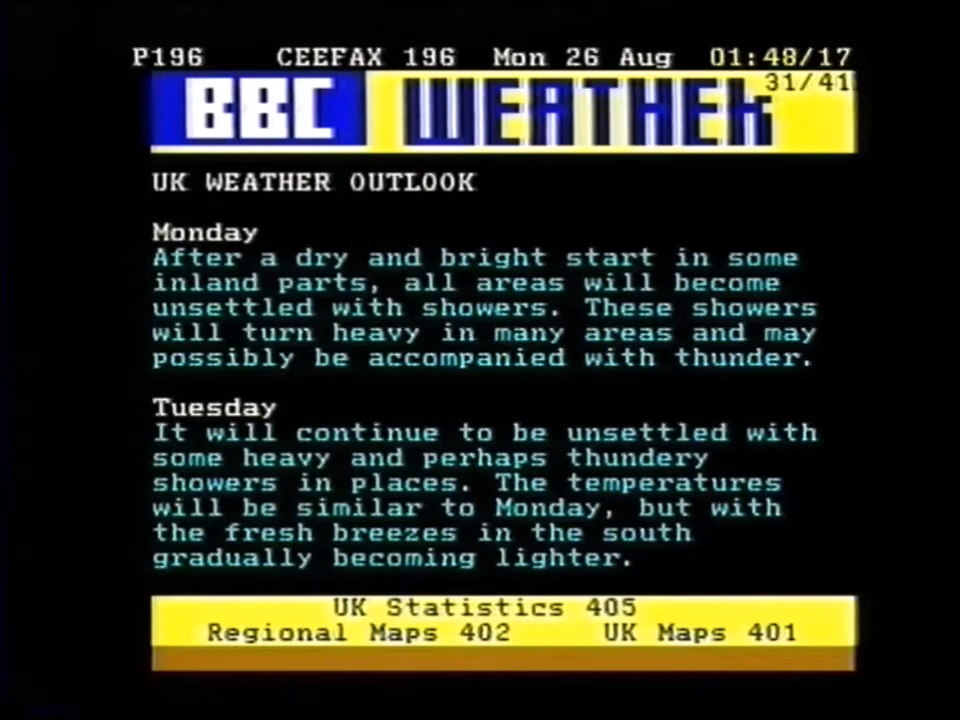 P196 CEEFAX 196 Mon 26 Aug 01:48/17
31/41
BBC WEATHER
UK WEATHER OUTLOOK
Monday
After a dry and bright start in some
inland parts, all areas will become
unsettled with showers. These showers
will turn heavy in many areas and may
possibly be accompanied with thunder.
Tuesday
It will continue to be unsettled with
some heavy and perhaps thundery
showers in places. The temperatures
will be similar to Monday, but with
the fresh breezes in the south
gradually becoming lighter.
UK Statistics 405
Regional Maps 402 UK Maps 401